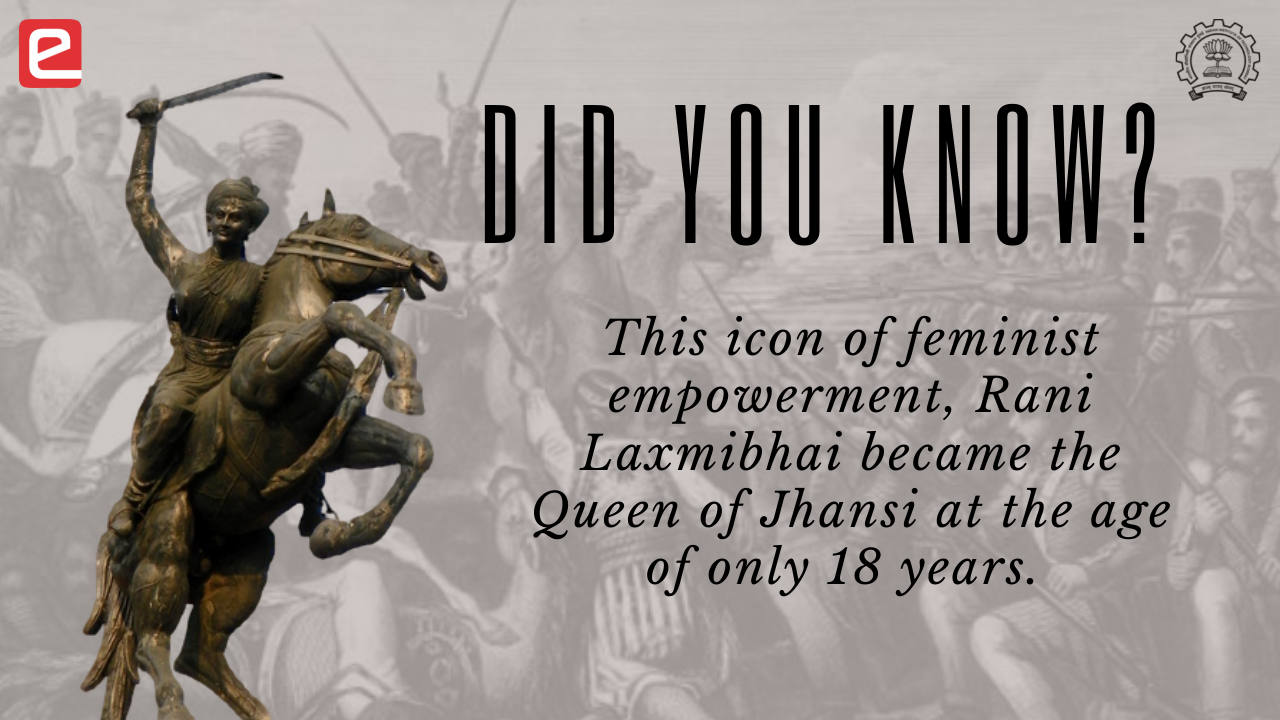 DID YOU KNOW?
This icon of feminist
empowerment, Rani
Laxmibhai became the
Queen of Jhansi at the age
of only 18 years.